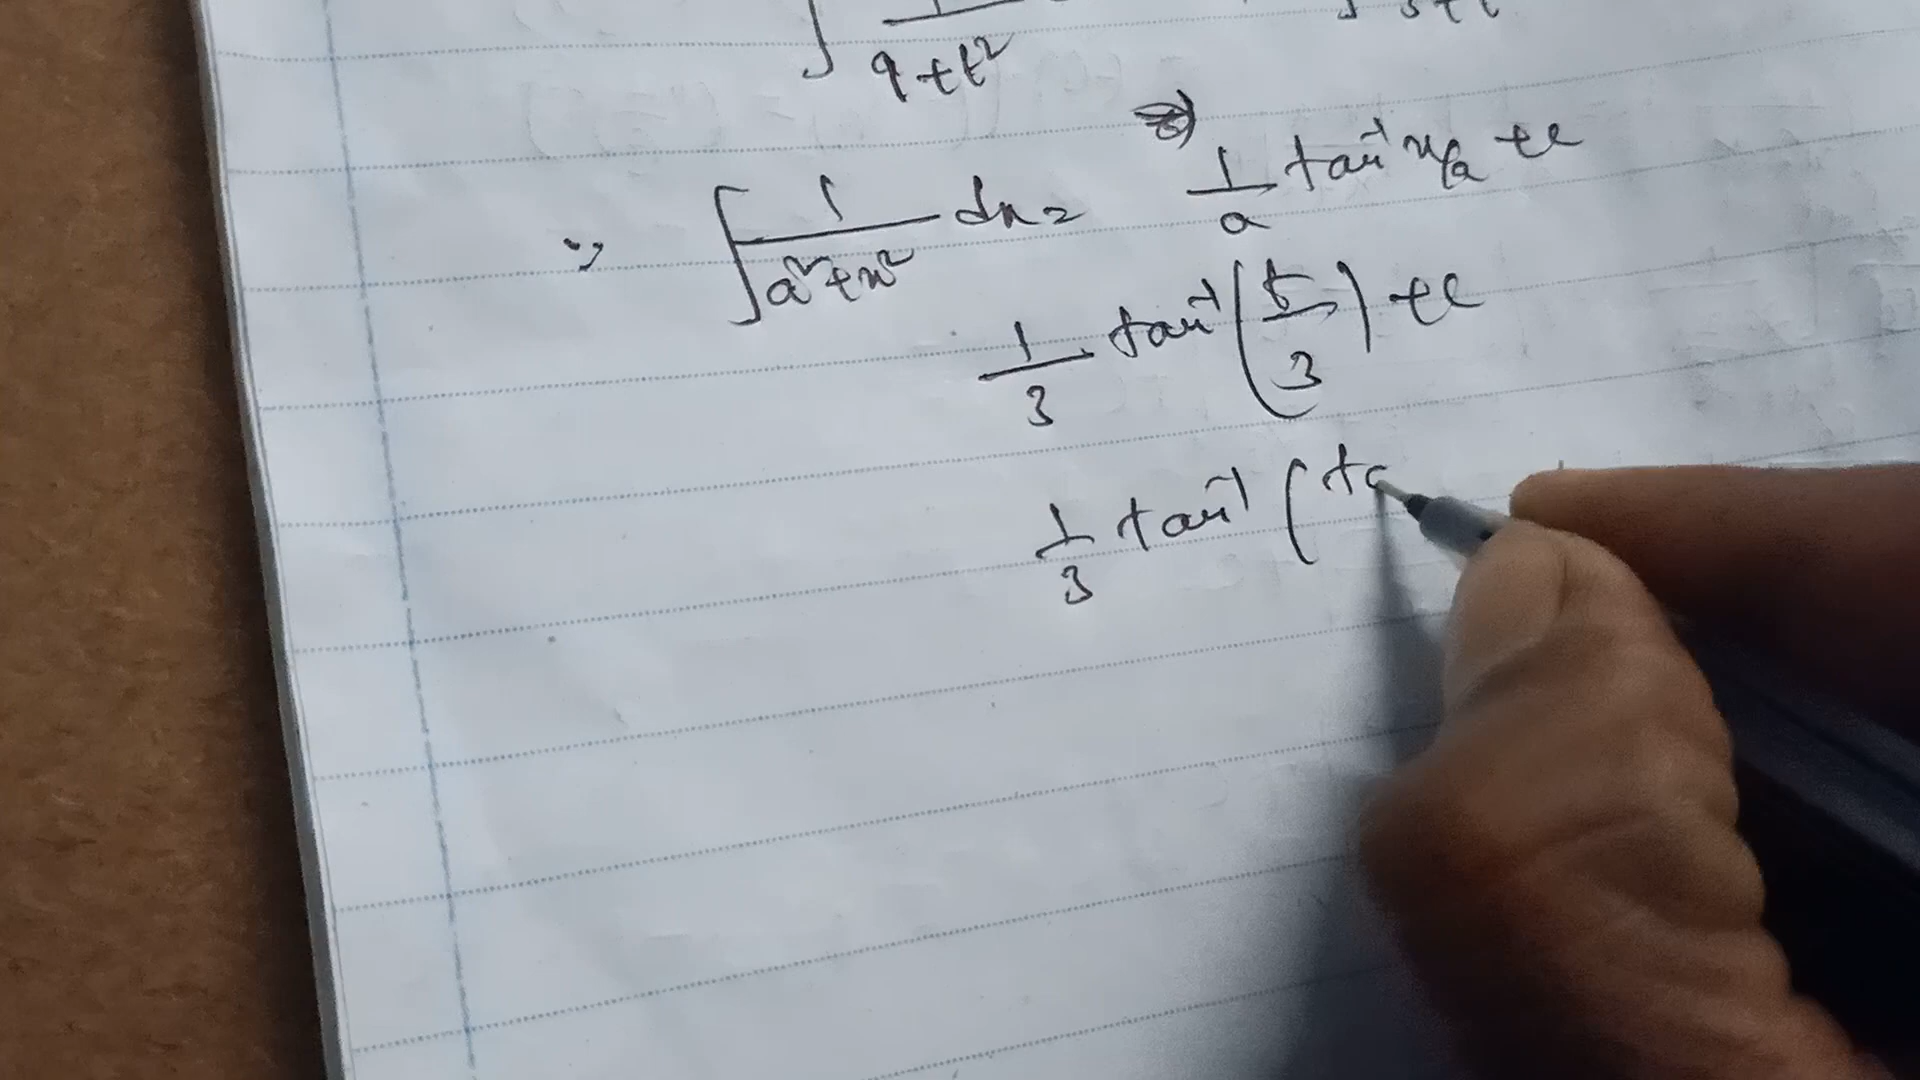 ∫ 1/(9+t²)
∵ ∫ 1/(a²+x²) dx = 1/a tan⁻¹ x/a + c
1/3 tan⁻¹ (t/3) + c
1/3 tan⁻¹ (ta